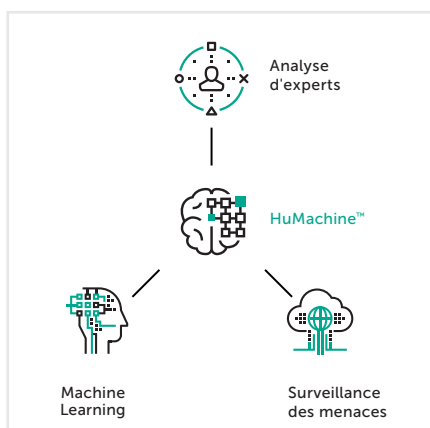 Analyse
d'experts
HuMachine™
Machine
Learning
Surveillance
des menaces